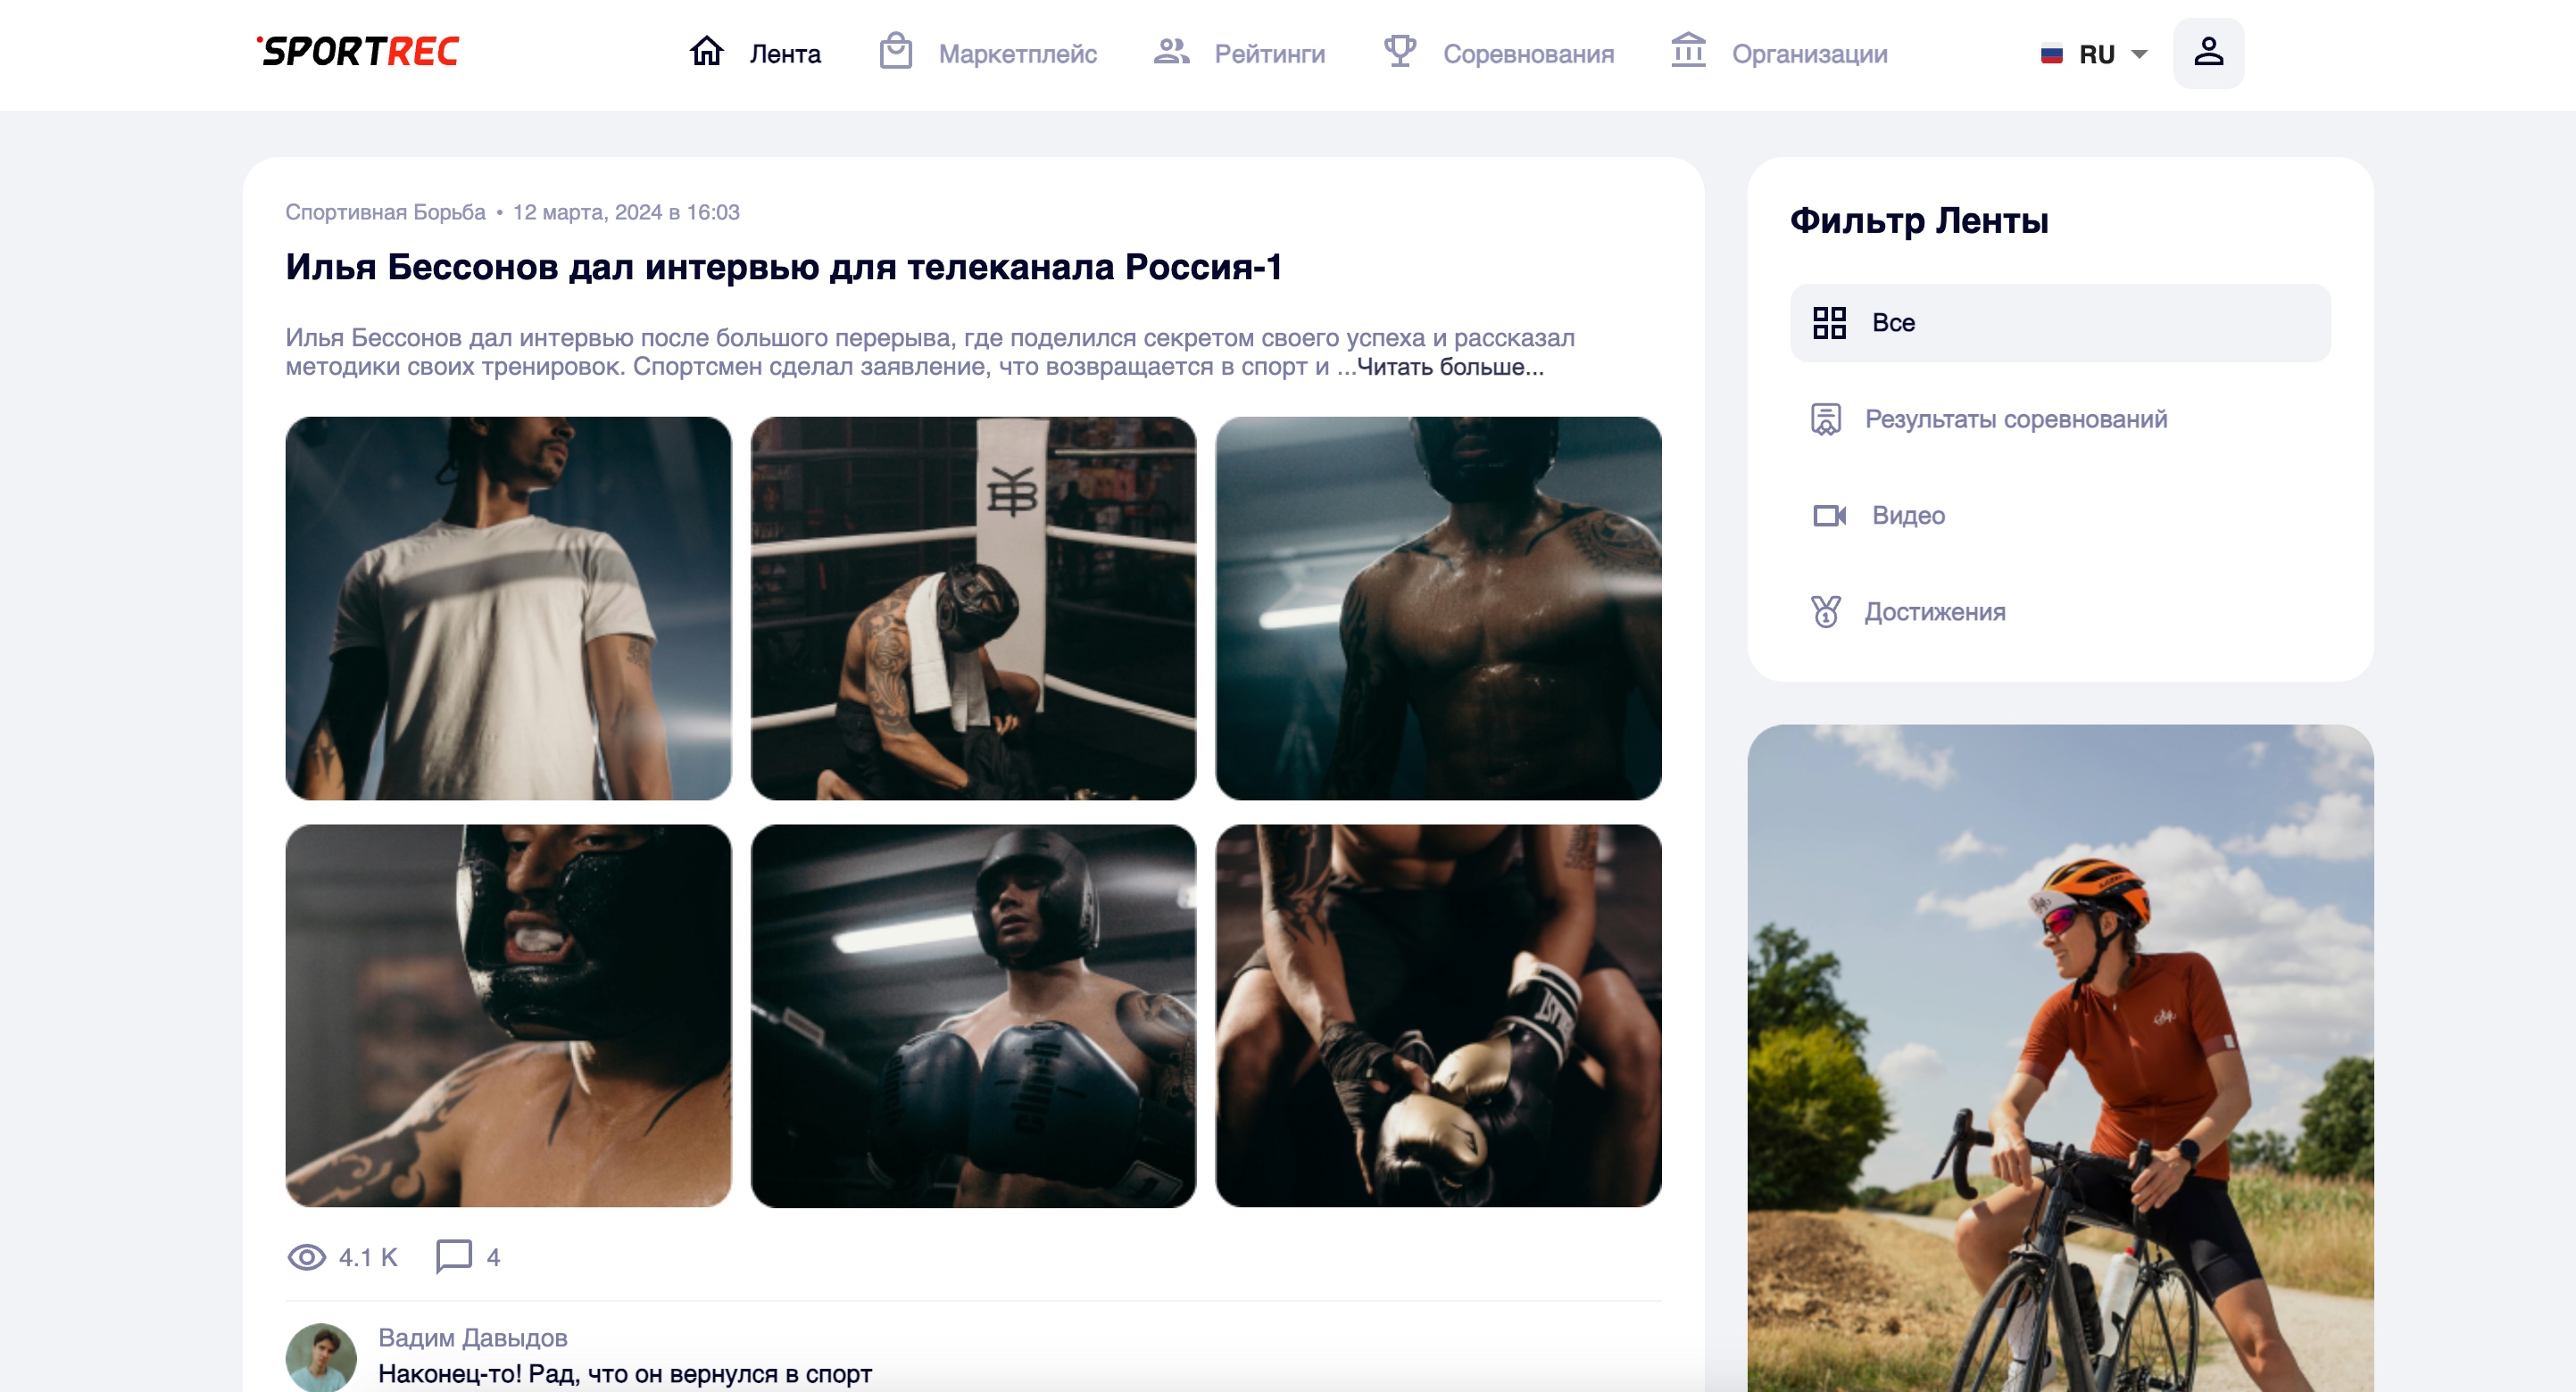 SPORTREC
Лента
Маркетплейс
Рейтинги
Соревнования
Организации
RU
Спортивная Борьба • 12 марта, 2024 в 16:03
Илья Бессонов дал интервью для телеканала Россия-1
Илья Бессонов дал интервью после большого перерыва, где поделился секретом своего успеха и рассказал
методики своих тренировок. Спортсмен сделал заявление, что возвращается в спорт и ...Читать больше...
clinch
4.1 K
4
Вадим Давыдов
Наконец-то! Рад, что он вернулся в спорт
Фильтр Ленты
Все
Результаты соревнований
Видео
1
Достижения